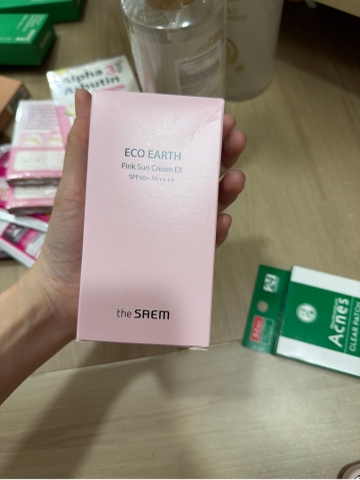 Alpha
Arbutin
ECO EARTH
Pink Sun Cream EX
SPF50+ PA++++
the SAEM
Acnes
CLEAR PATCH